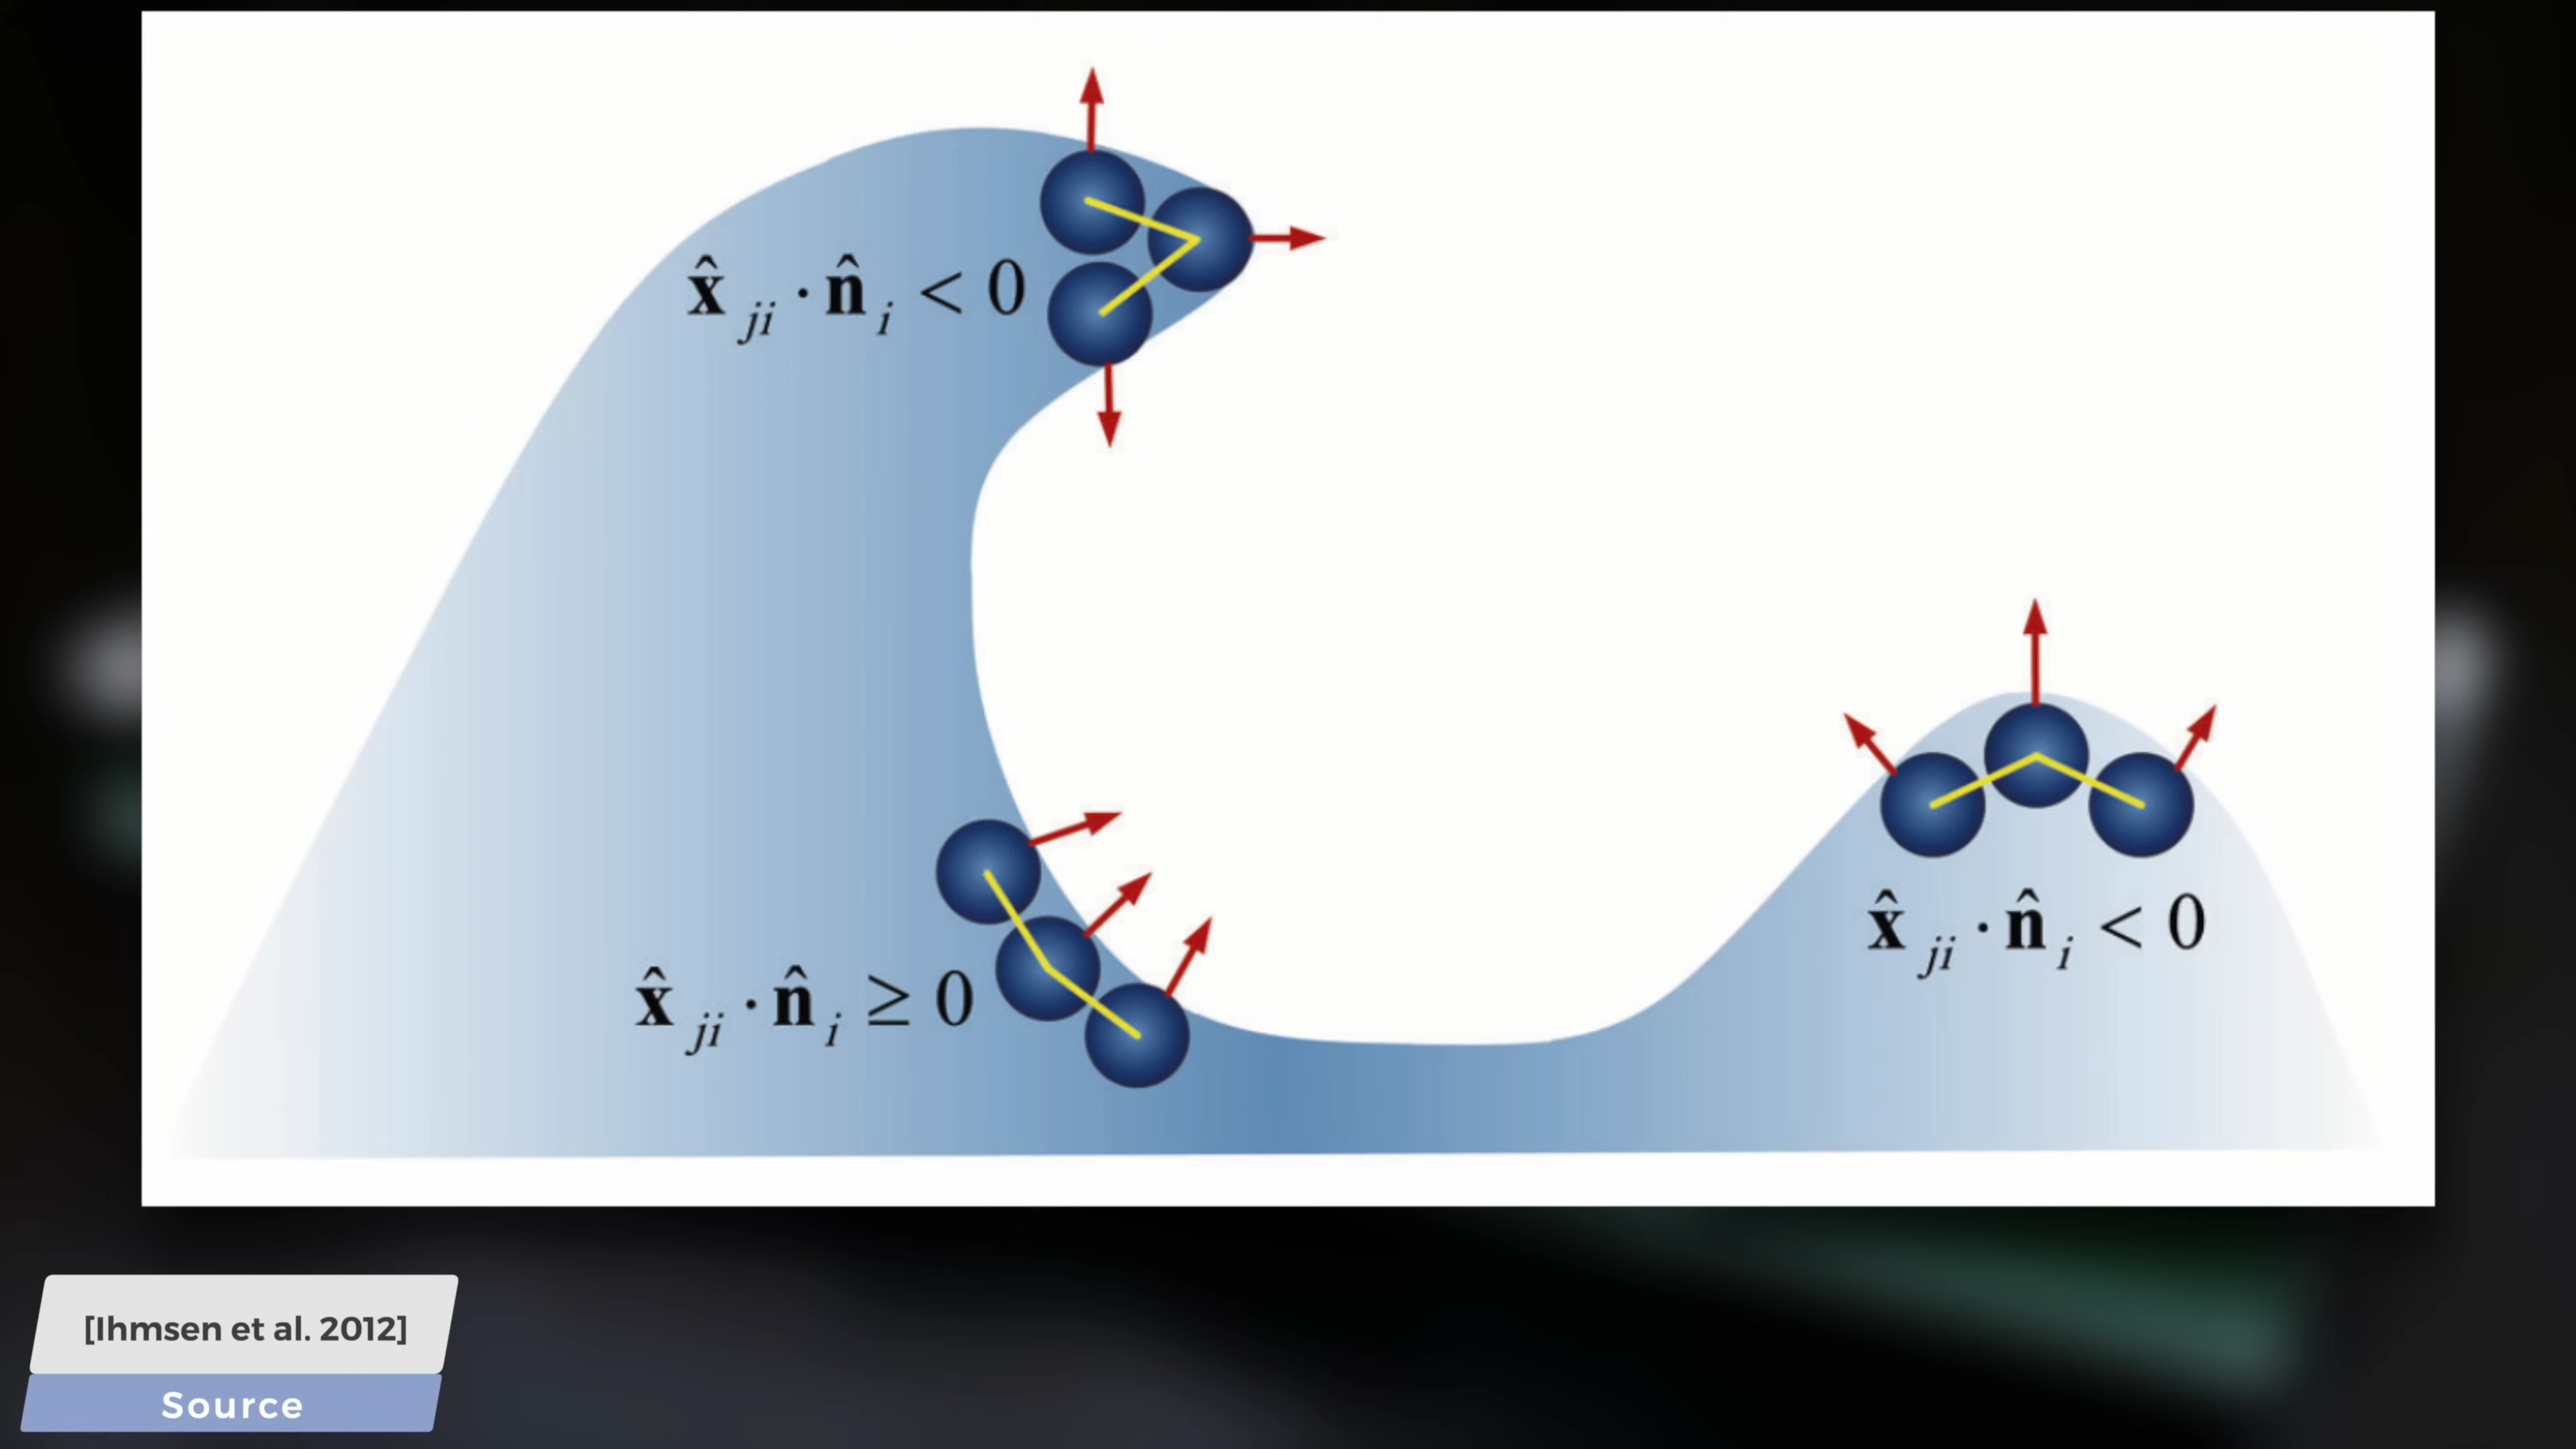 x̂ ji · n̂ i < 0
x̂ ji · n̂ i < 0
x̂ ji · n̂ i ≥ 0
[Ihmsen et al. 2012]
Source